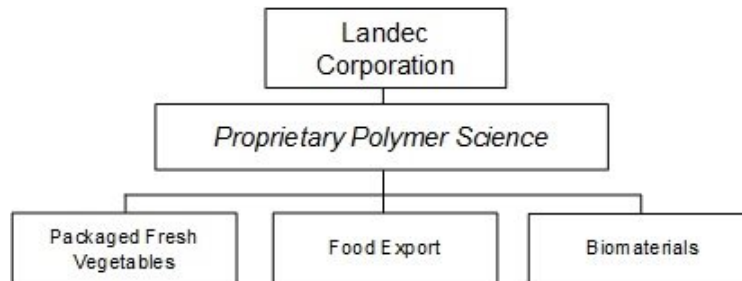 Landec
Corporation
Proprietary Polymer Science
Packaged Fresh
Vegetables
Food Export
Biomaterials